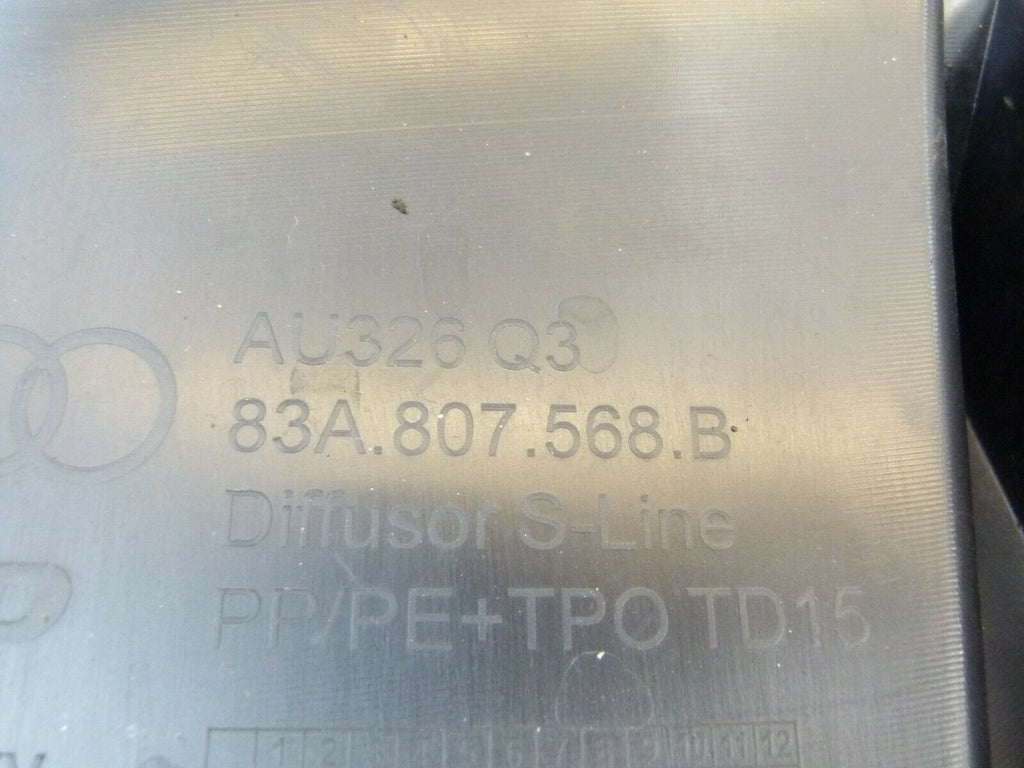 AU326 Q3
83A.807.568.B
Diffusor S-Line
PP/PE+TPO TD15
1 2 3 4 5 6 7 8 9 10 11 12